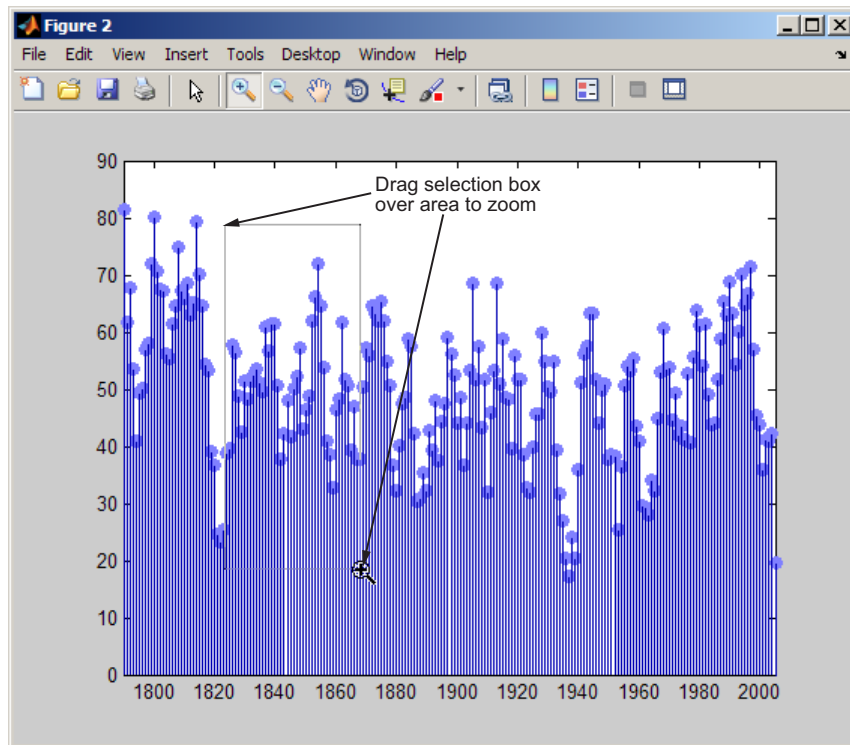 Figure 2
File Edit View Insert Tools Desktop Window Help
90
Drag selection box
over area to zoom
80
70
60
50
40
30
20
10
0
1800 1820 1840 1860 1880 1900 1920 1940 1960 1980 2000